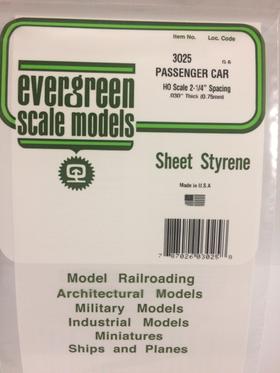 Item No. Loc. Code
3025 G-6
PASSENGER CAR
HO Scale 2-1/4" Spacing
.030" Thick (0.75mm)
evergreen
scale models
Sheet Styrene
Made in U.S.A
Model Railroading
Architectural Models
Military Models
Industrial Models
Miniatures
Ships and Planes